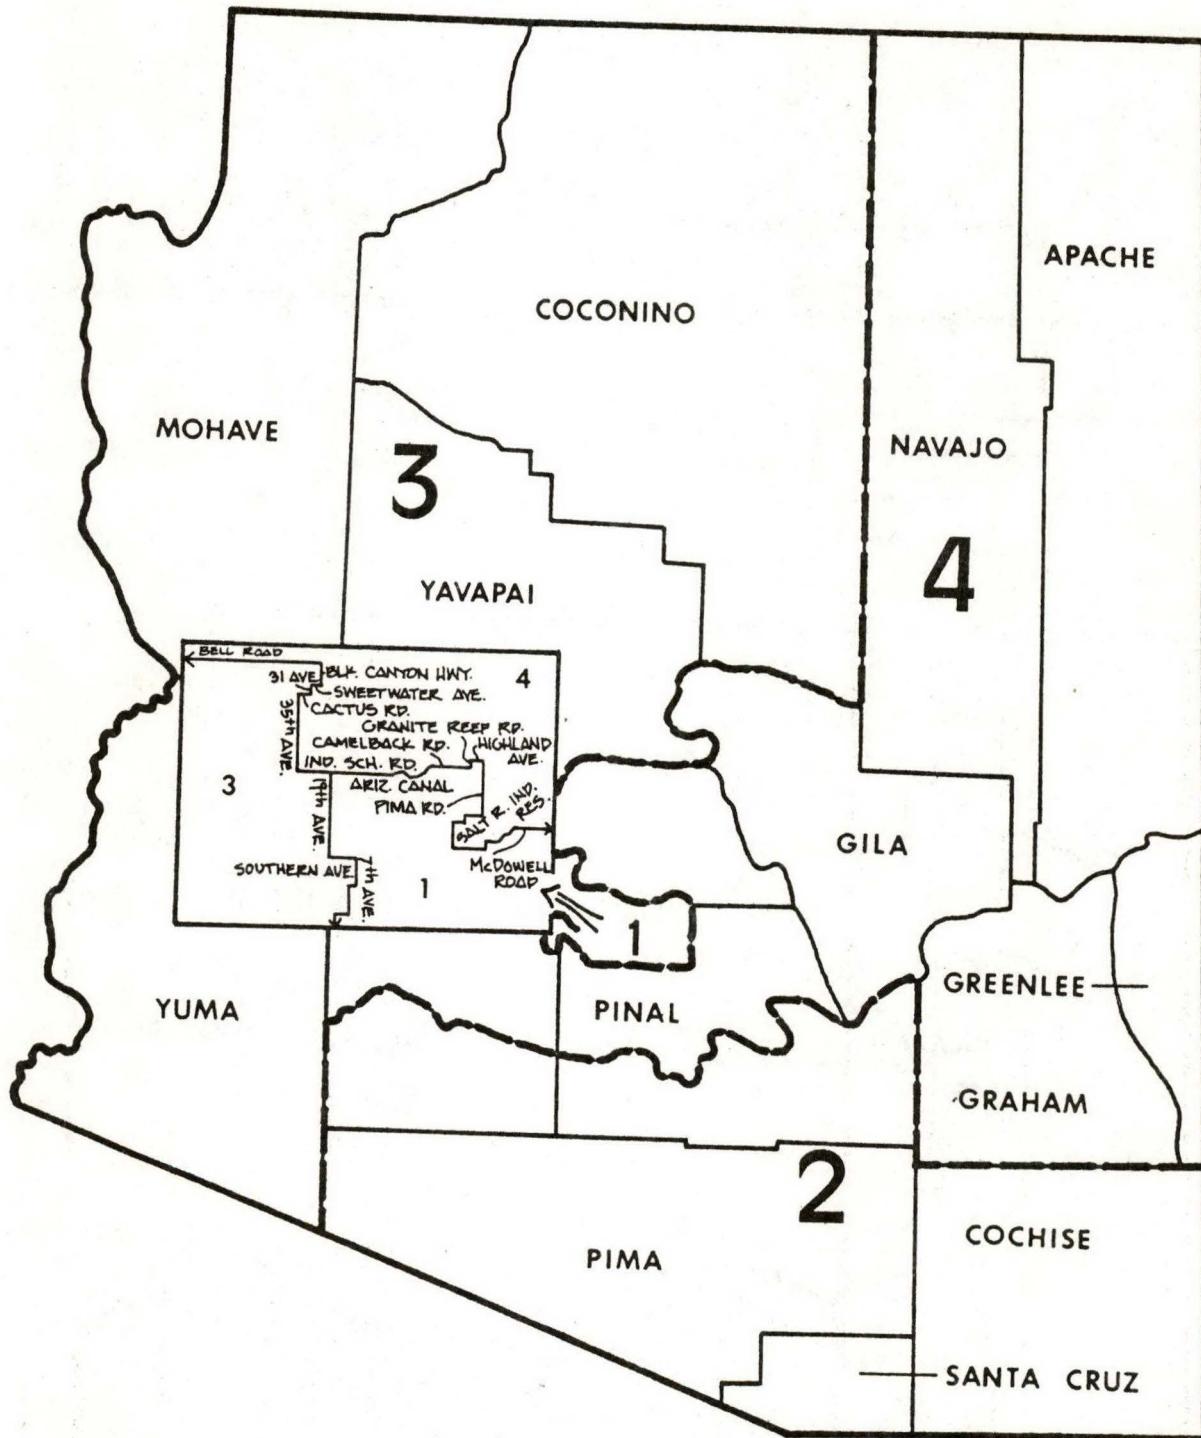 APACHE
COCONINO
MOHAVE
NAVAJO
3
4
YAVAPAI
BELL ROAD
31 AVE
BLK. CANYON HWY.
4
SWEETWATER AVE.
CACTUS RD.
35th AVE.
GRANITE REEF RD.
CAMELBACK RD.
HIGHLAND
AVE.
IND. SCH. RD.
ARIZ. CANAL
3
PIMA RD.
SALT R. IND.
RES.
19th AVE.
GILA
McDOWELL
ROAD
SOUTHERN AVE
7th AVE.
1
1
GREENLEE
YUMA
PINAL
GRAHAM
2
COCHISE
PIMA
SANTA CRUZ